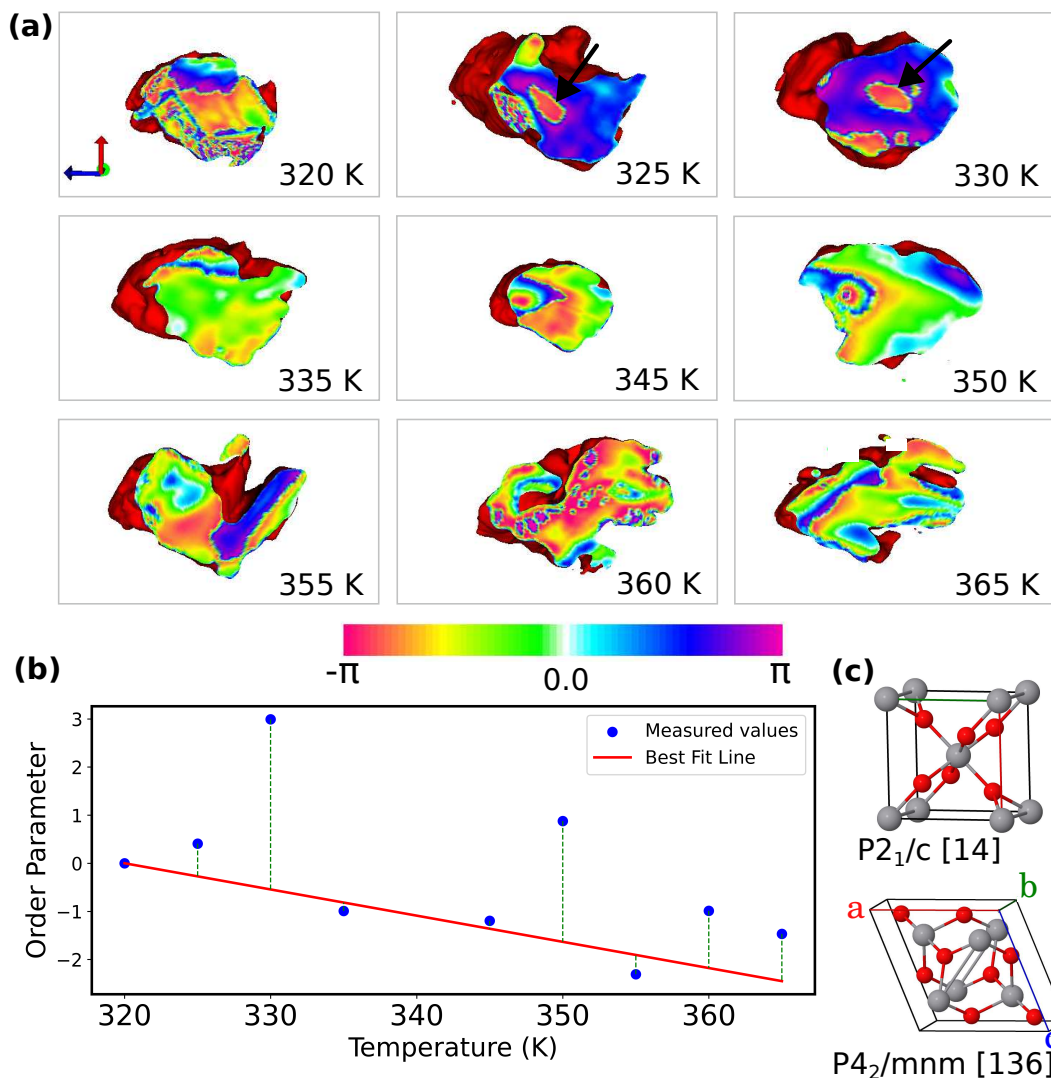 (a)
320 K
325 K
330 K
335 K
345 K
350 K
355 K
360 K
365 K
-π
0.0
π
(b)
Order Parameter
3
2
1
0
−1
−2
Measured values
Best Fit Line
320
330
340
350
360
Temperature (K)
(c)
P2₁/c [14]
a
b
P4₂/mnm [136]